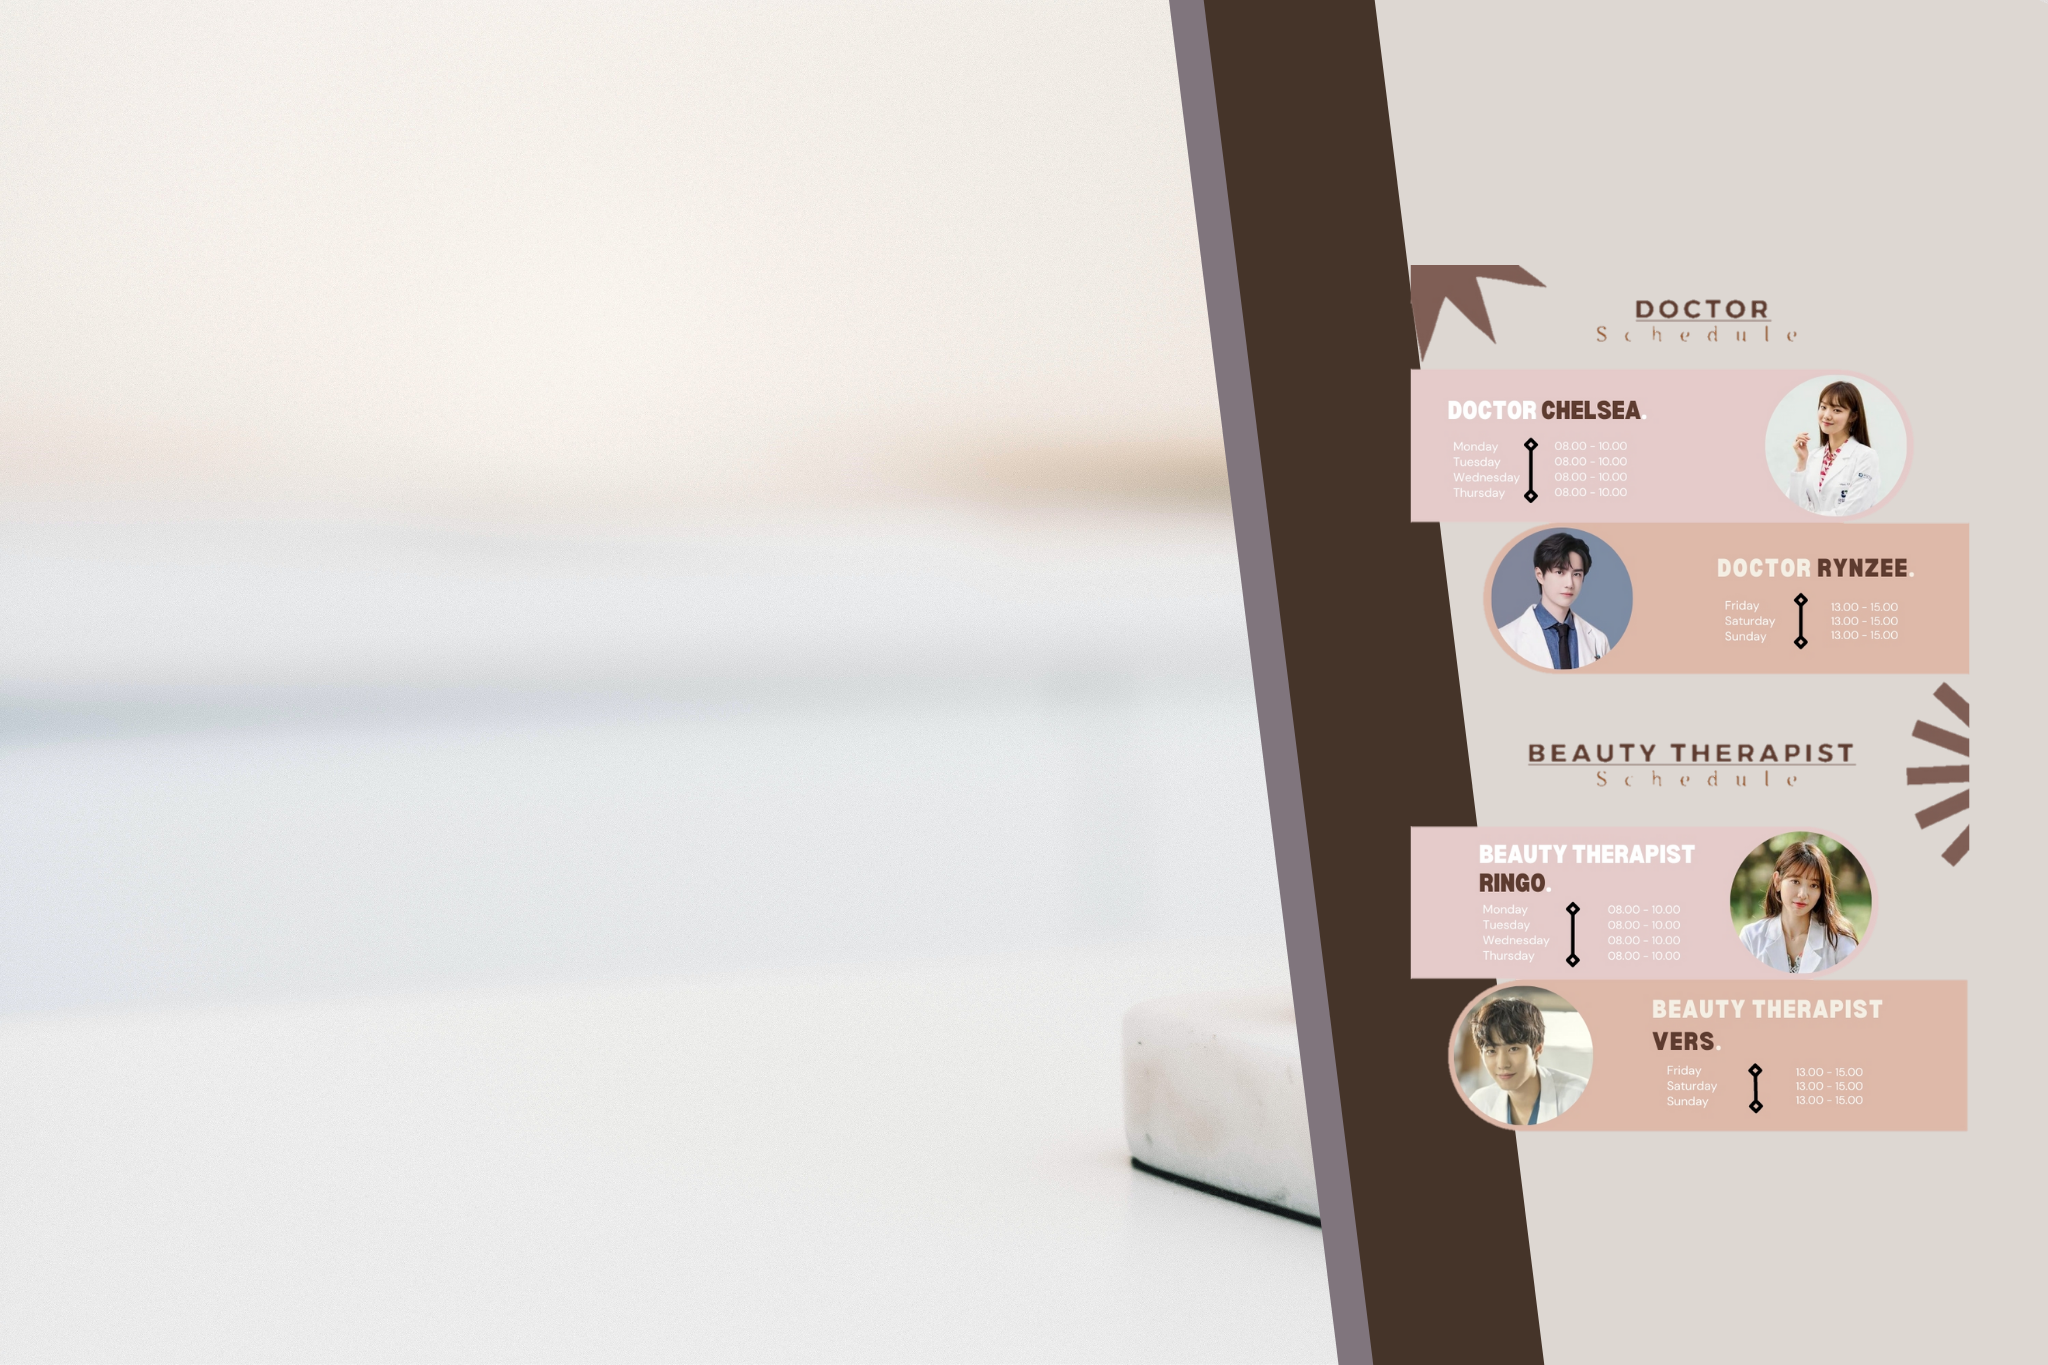 DOCTOR
Schedule
DOCTOR CHELSEA.
Monday 08.00 - 10.00
Tuesday 08.00 - 10.00
Wednesday 08.00 - 10.00
Thursday 08.00 - 10.00
DOCTOR RYNZEE.
Friday 13.00 - 15.00
Saturday 13.00 - 15.00
Sunday 13.00 - 15.00
BEAUTY THERAPIST
Schedule
BEAUTY THERAPIST
RINGO.
Monday 08.00 - 10.00
Tuesday 08.00 - 10.00
Wednesday 08.00 - 10.00
Thursday 08.00 - 10.00
BEAUTY THERAPIST
VERS.
Friday 13.00 - 15.00
Saturday 13.00 - 15.00
Sunday 13.00 - 15.00